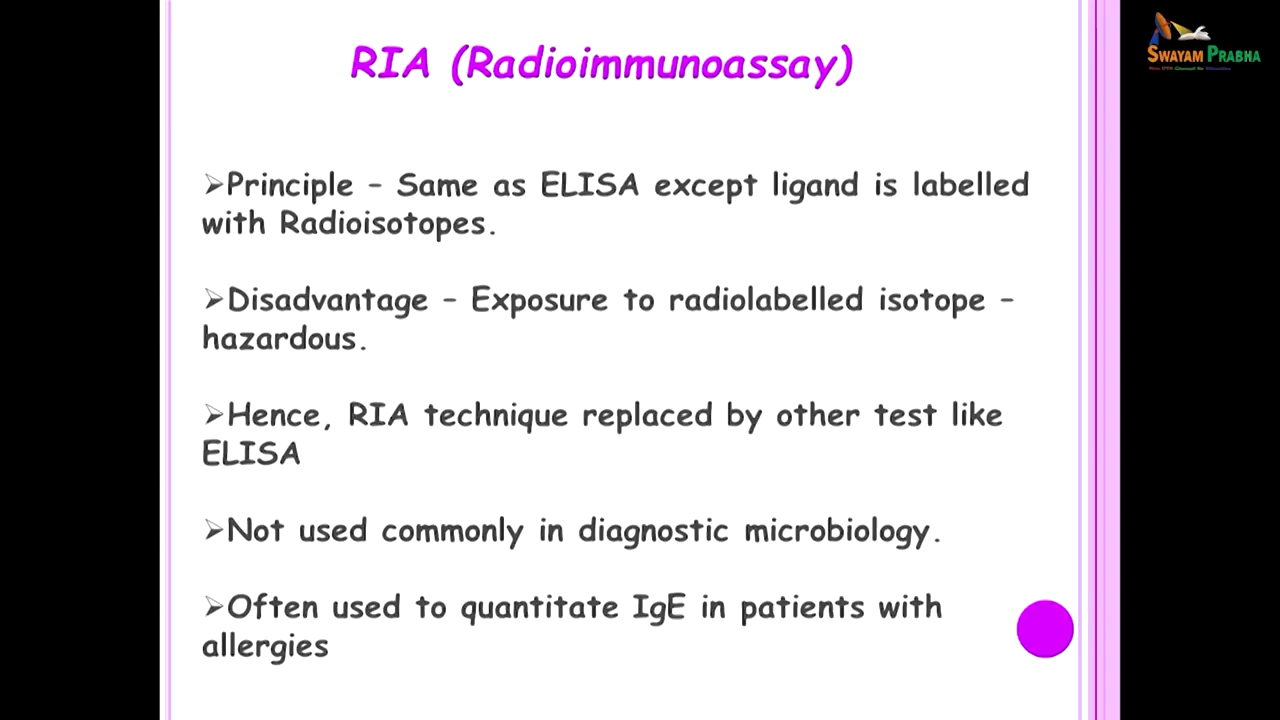 RIA (Radioimmunoassay)
SWAYAM PRABHA
➢Principle – Same as ELISA except ligand is labelled
with Radioisotopes.
➢Disadvantage – Exposure to radiolabelled isotope –
hazardous.
➢Hence, RIA technique replaced by other test like
ELISA
➢Not used commonly in diagnostic microbiology.
➢Often used to quantitate IgE in patients with
allergies